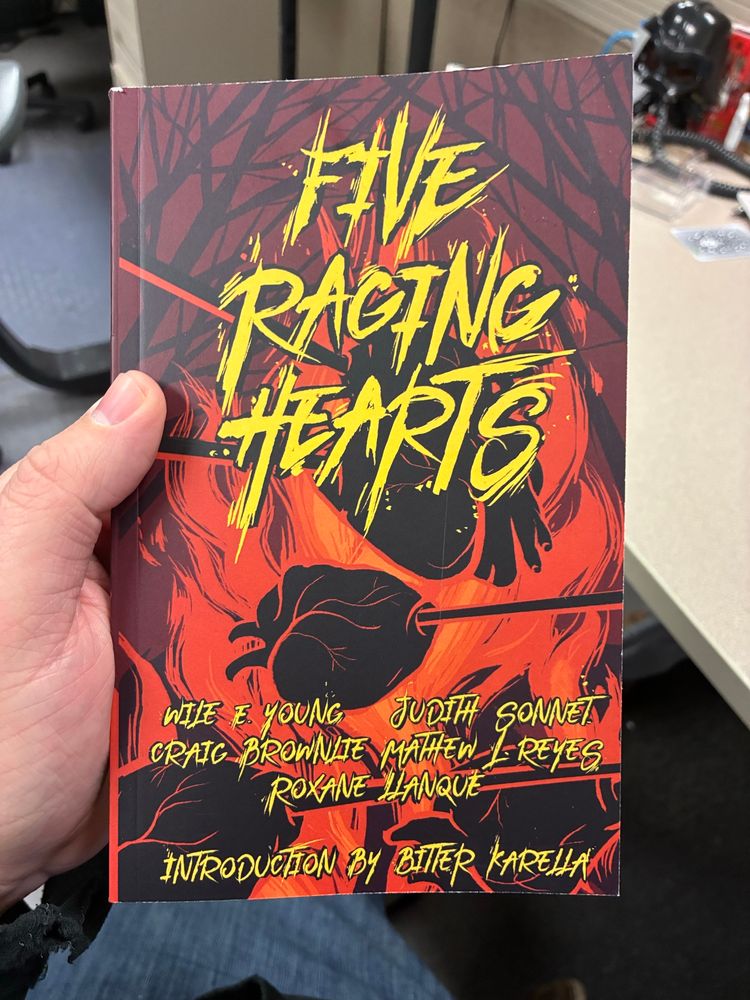 FIVE
RAGING
HEARTS
WILE E. YOUNG JUDITH SONNET
CRAIG BROWNLIE MATHEW L REYES
ROXANE LLANQUE
INTRODUCTION BY BITTER KARELLA